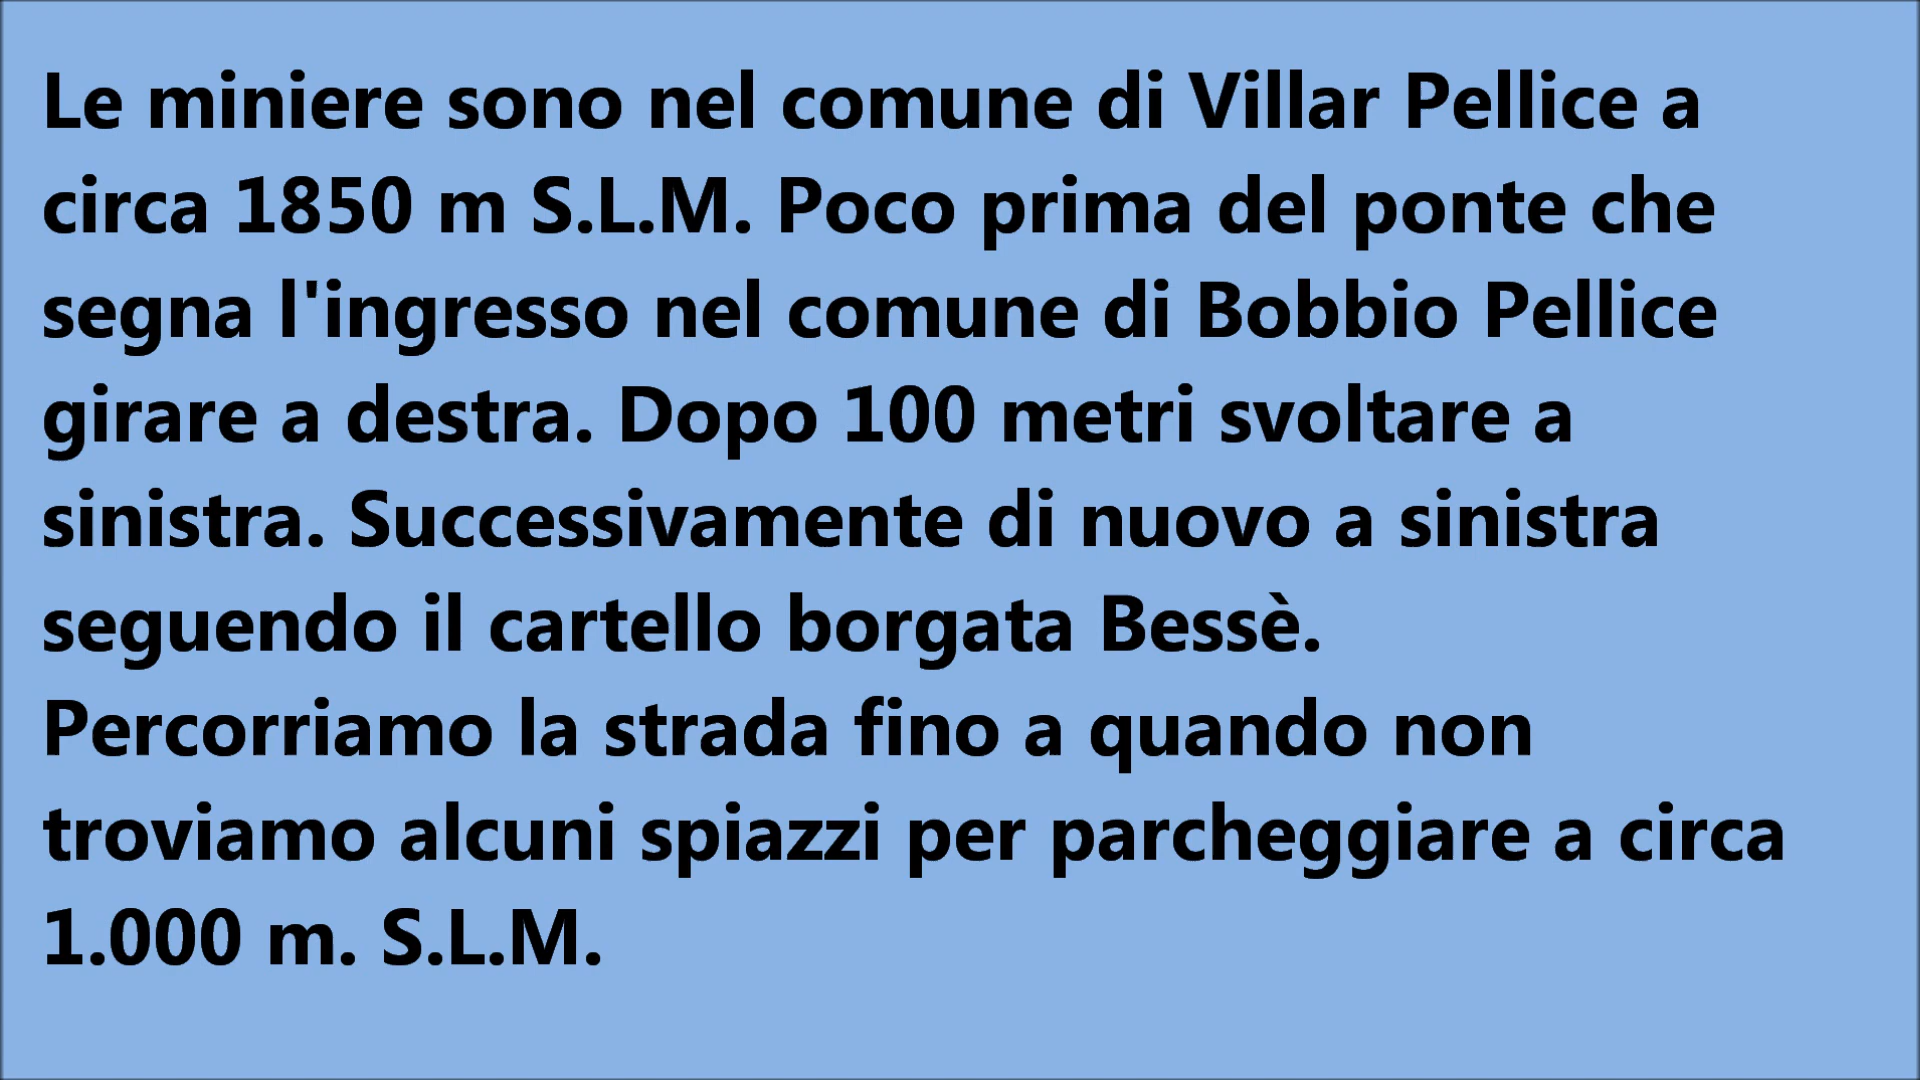 Le miniere sono nel comune di Villar Pellice a
circa 1850 m S.L.M. Poco prima del ponte che
segna l'ingresso nel comune di Bobbio Pellice
girare a destra. Dopo 100 metri svoltare a
sinistra. Successivamente di nuovo a sinistra
seguendo il cartello borgata Bessè.
Percorriamo la strada fino a quando non
troviamo alcuni spiazzi per parcheggiare a circa
1.000 m. S.L.M.